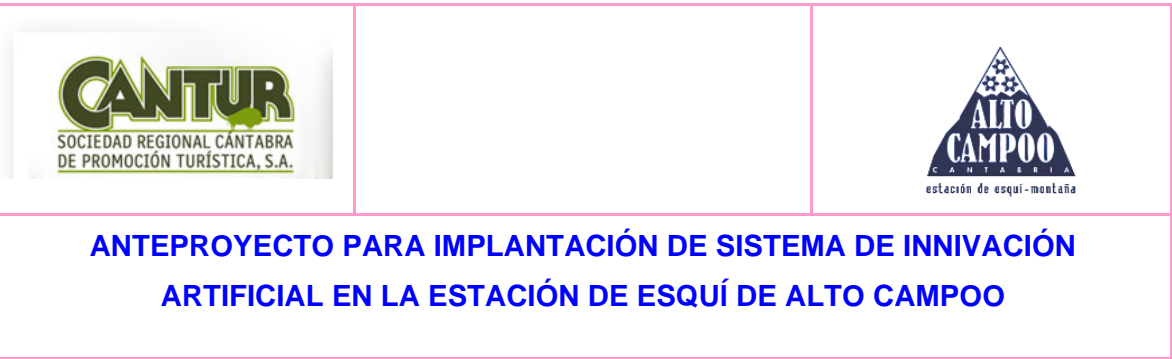 CANTUR
SOCIEDAD REGIONAL CÁNTABRA
DE PROMOCIÓN TURÍSTICA, S.A.
ALTO
CAMPOO
CANTABRIA
estación de esquí-montaña
ANTEPROYECTO PARA IMPLANTACIÓN DE SISTEMA DE INNIVACIÓN
ARTIFICIAL EN LA ESTACIÓN DE ESQUÍ DE ALTO CAMPOO